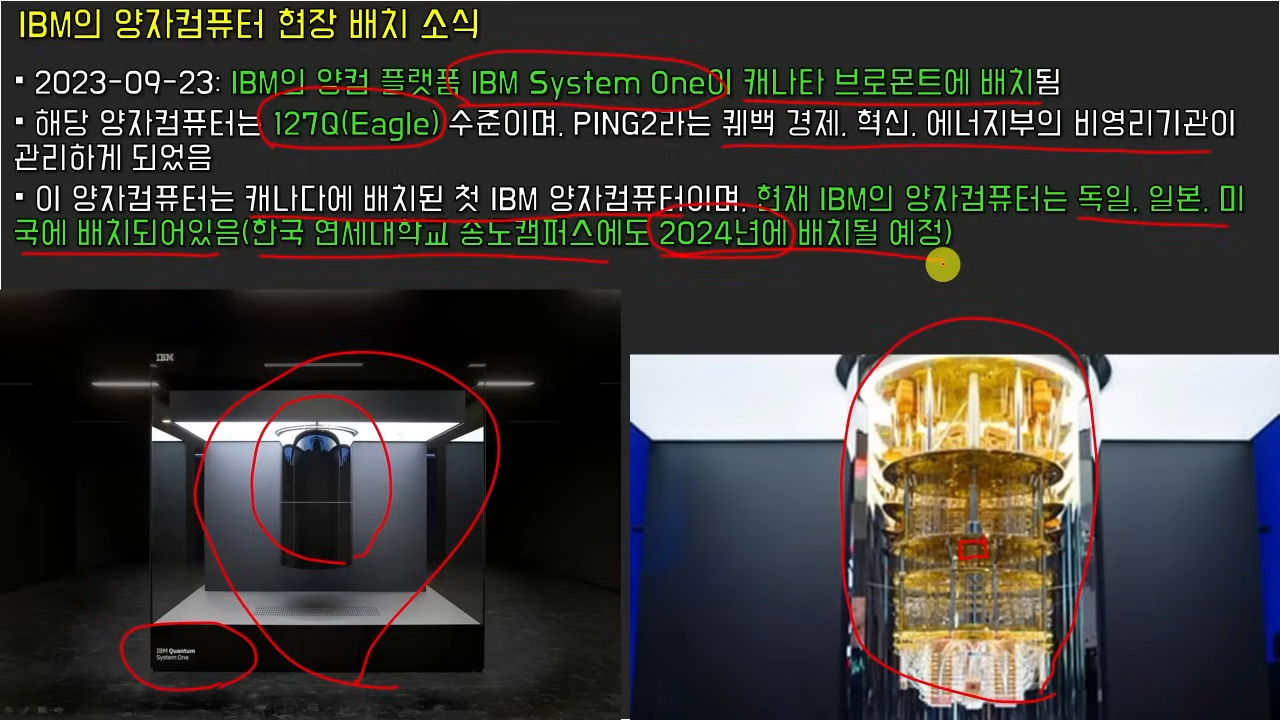 IBM의 양자컴퓨터 현장 배치 소식
▪ 2023-09-23: IBM의 양컴 플랫폼 IBM System One이 캐나타 브로몬트에 배치됨
▪ 해당 양자컴퓨터는 127Q(Eagle) 수준이며, PING2라는 퀘백 경제, 혁신, 에너지부의 비영리기관이
관리하게 되었음
▪ 이 양자컴퓨터는 캐나다에 배치된 첫 IBM 양자컴퓨터이며, 현재 IBM의 양자컴퓨터는 독일, 일본, 미
국에 배치되어있음(한국 연세대학교 송도캠퍼스에도 2024년에 배치될 예정)
IBM
IBM Quantum
System One